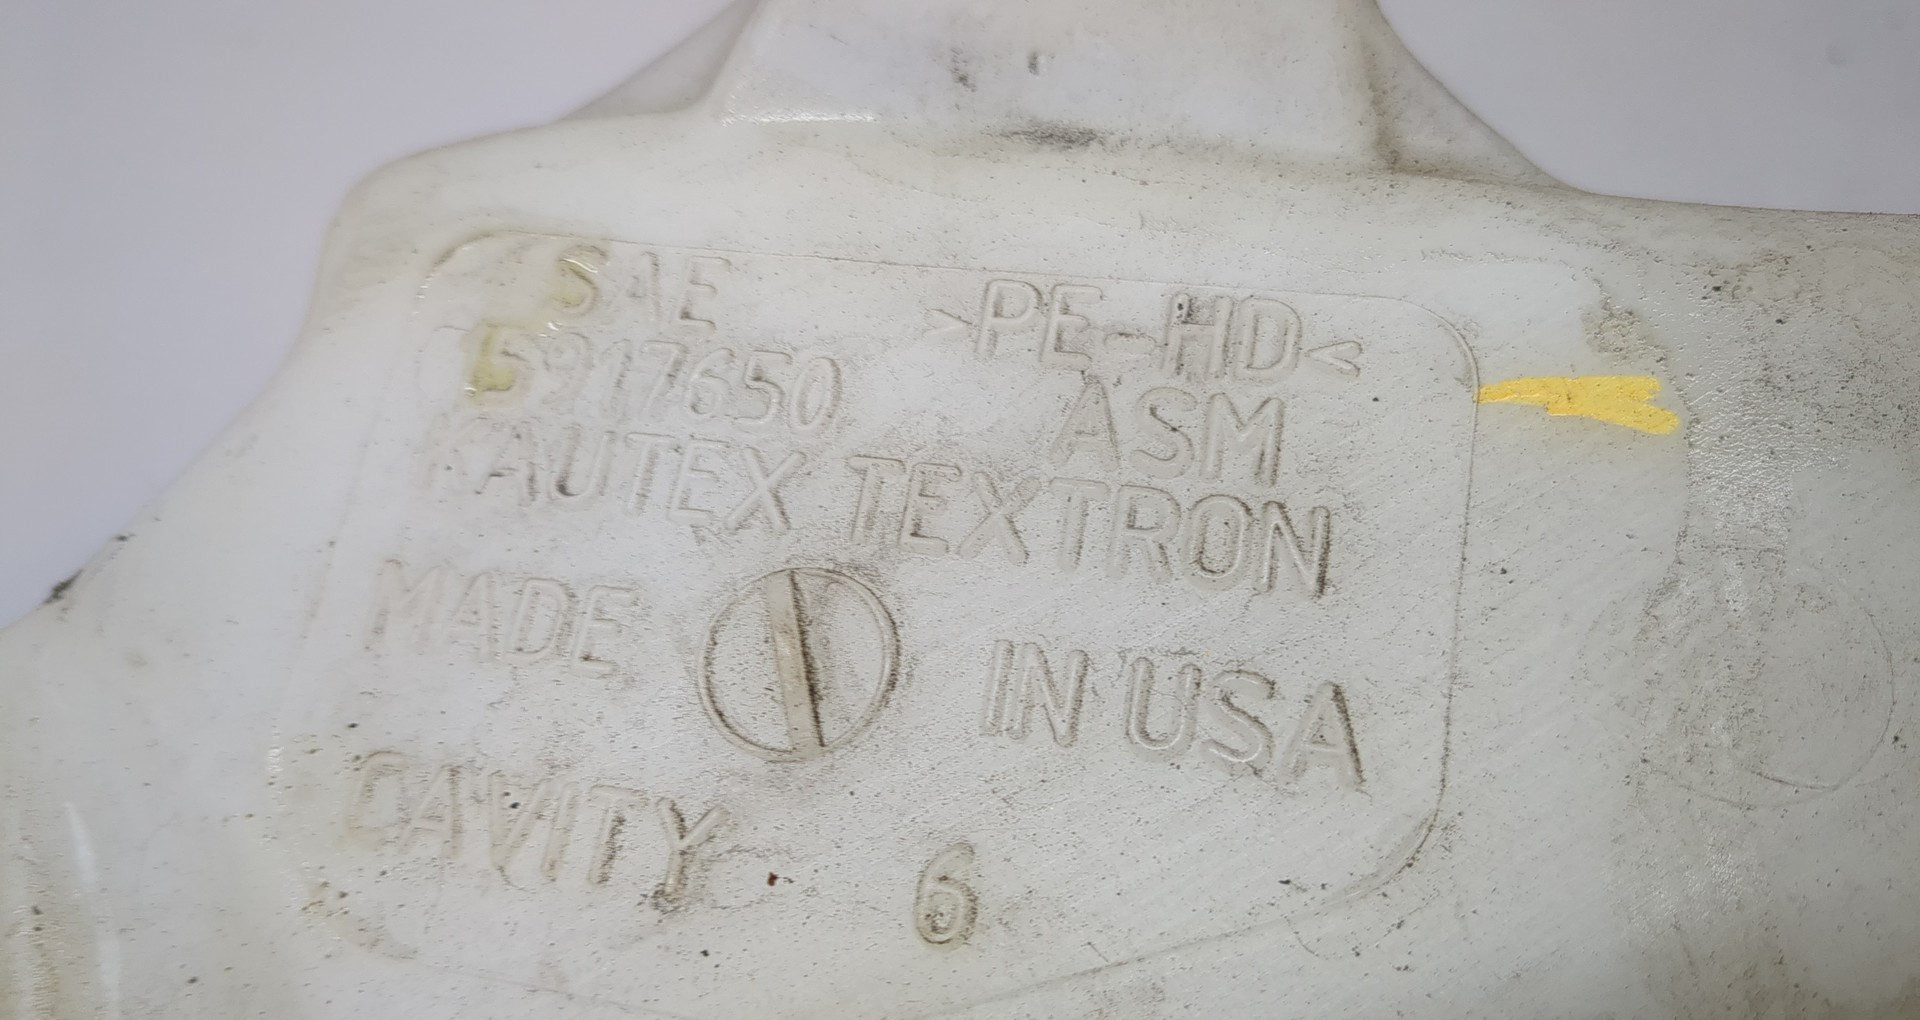 SAE >PE-HD<
15917650 ASM
KAUTEX TEXTRON
MADE IN USA
CAVITY 6